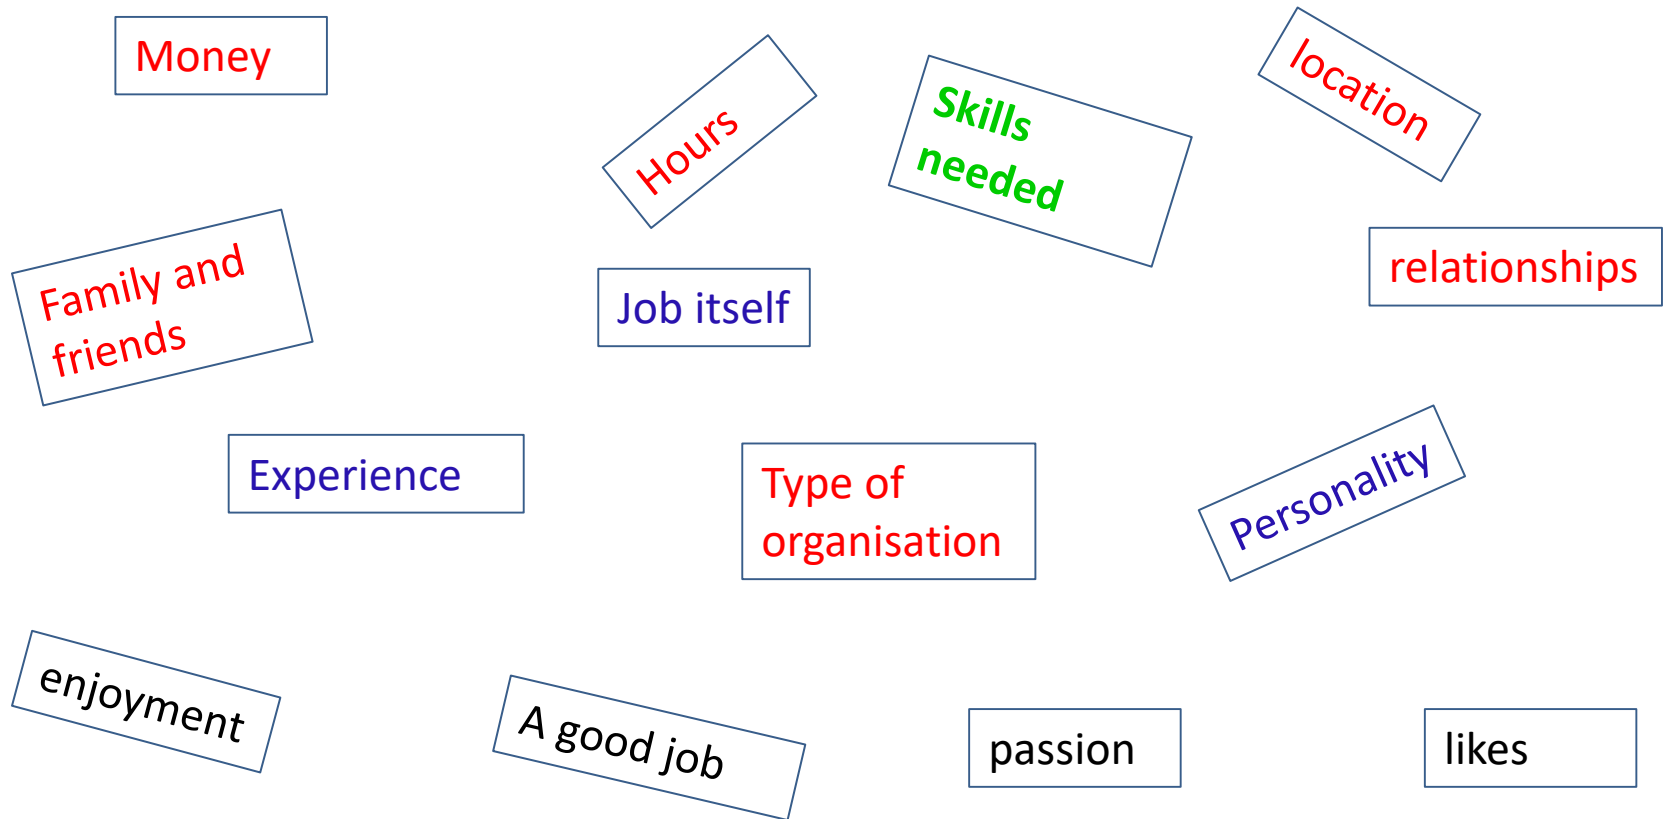 Money
Hours
Skills
needed
location
Family and
friends
Job itself
relationships
Experience
Type of
organisation
Personality
enjoyment
A good job
passion
likes